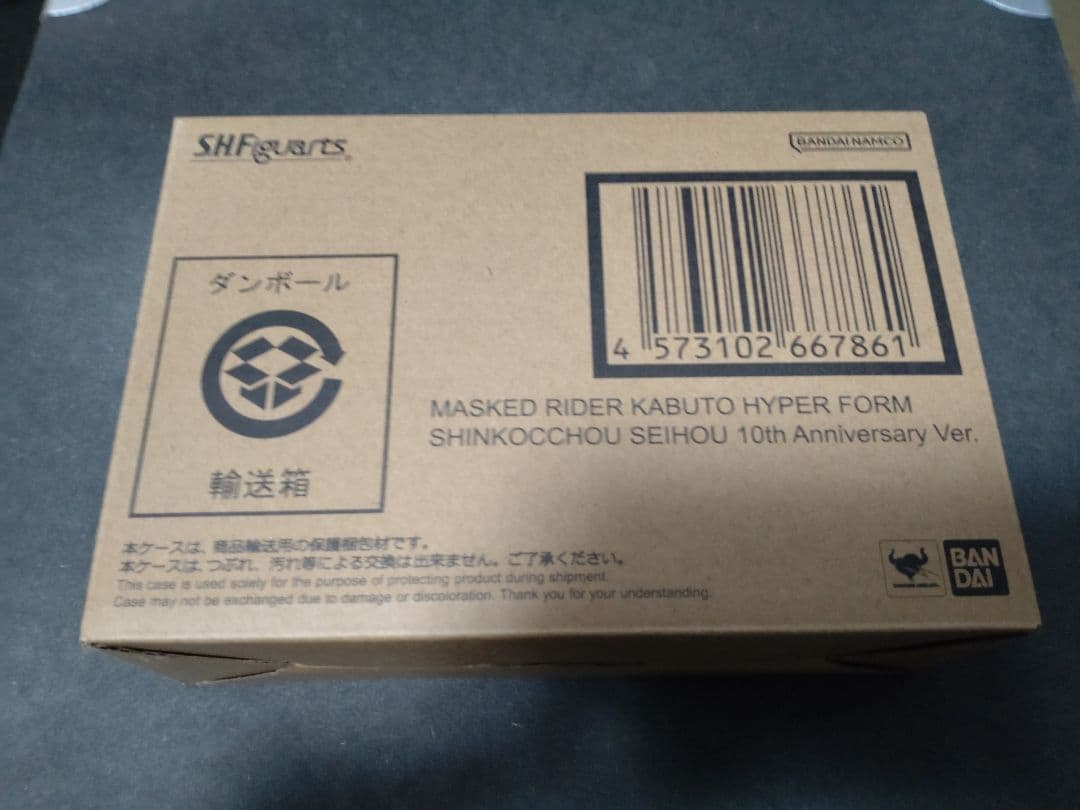 S.H.Figuarts
BANDAI NAMCO
4 573102 667861
MASKED RIDER KABUTO HYPER FORM
SHINKOCCHOU SEIHOU 10th Anniversary Ver.
ダンボール
輸送箱
本ケースは、商品輸送用の保護梱包材です。
本ケースは、つぶれ、汚れ等による交換は出来ません。ご了承ください。
This case is used solely for the purpose of protecting product during shipment.
Case may not be exchanged due to damage or discoloration. Thank you for your understanding.
BAN
DAI